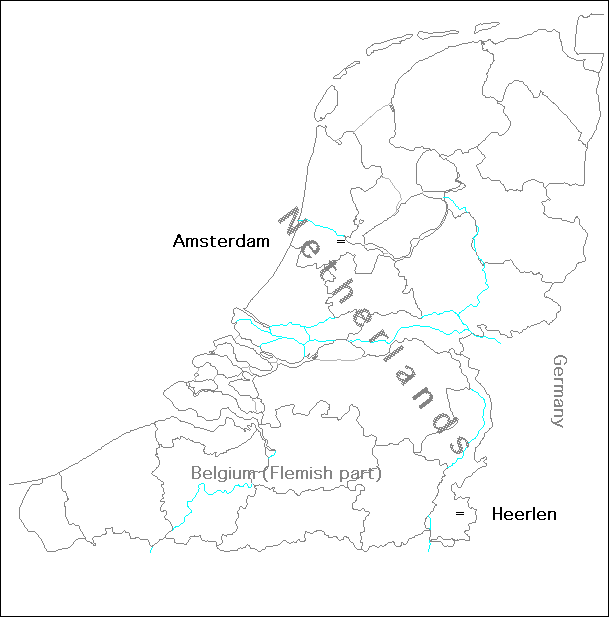 Netherlands
Amsterdam
=
Germany
Belgium (Flemish part)
=
Heerlen